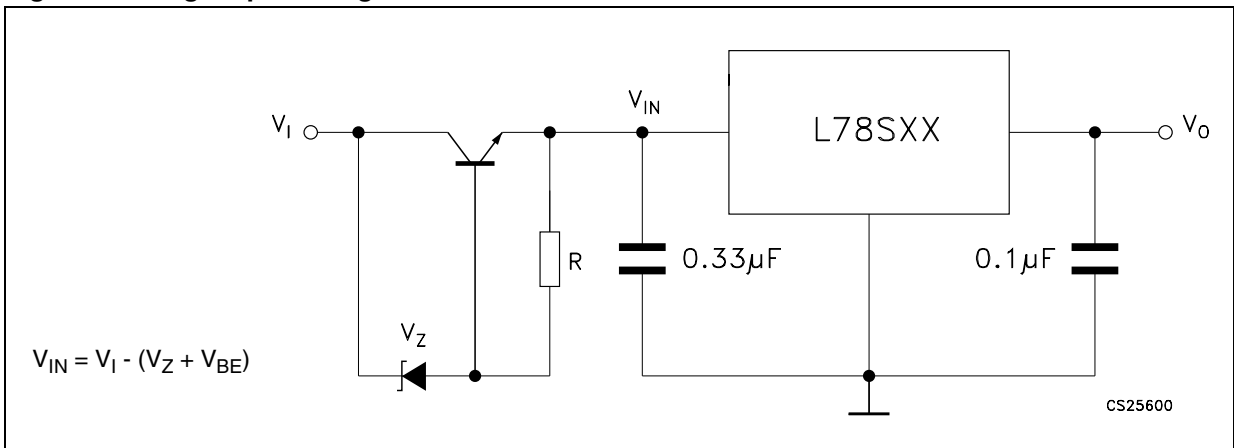 V_IN
V_I
L78SXX
V_O
R
0.33µF
0.1µF
V_Z
V_IN = V_I - (V_Z + V_BE)
CS25600